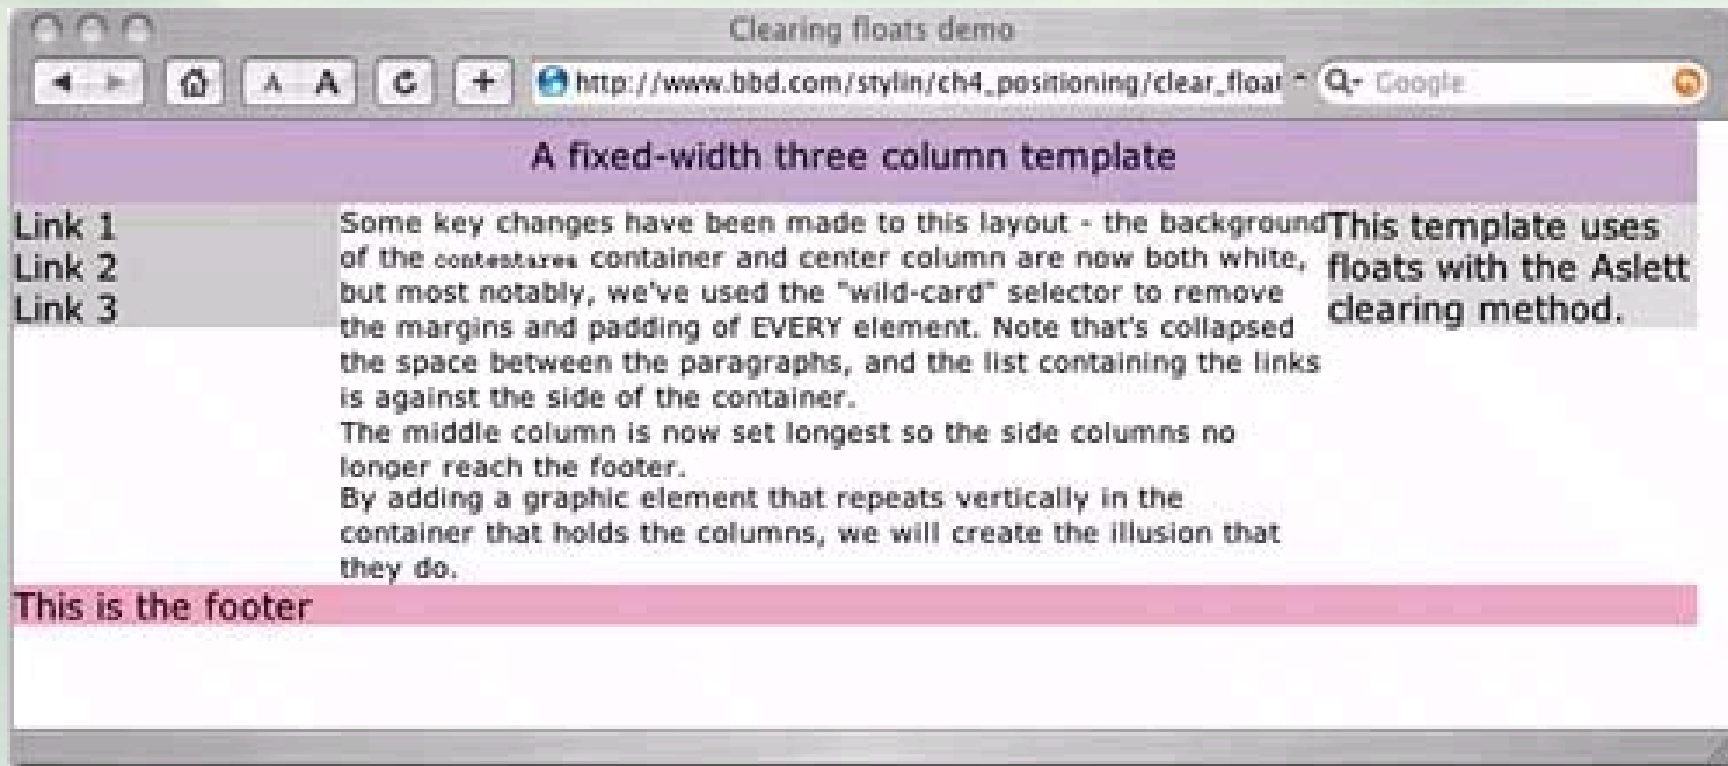 Clearing floats demo
A A
http://www.bbd.com/stylin/ch4_positioning/clear_float
Google
A fixed-width three column template
Link 1
Link 2
Link 3
Some key changes have been made to this layout - the background
of the container and center column are now both white,
but most notably, we've used the "wild-card" selector to remove
the margins and padding of EVERY element. Note that's collapsed
the space between the paragraphs, and the list containing the links
is against the side of the container.
The middle column is now set longest so the side columns no
longer reach the footer.
By adding a graphic element that repeats vertically in the
container that holds the columns, we will create the illusion that
they do.
This template uses
floats with the Aslett
clearing method.
This is the footer